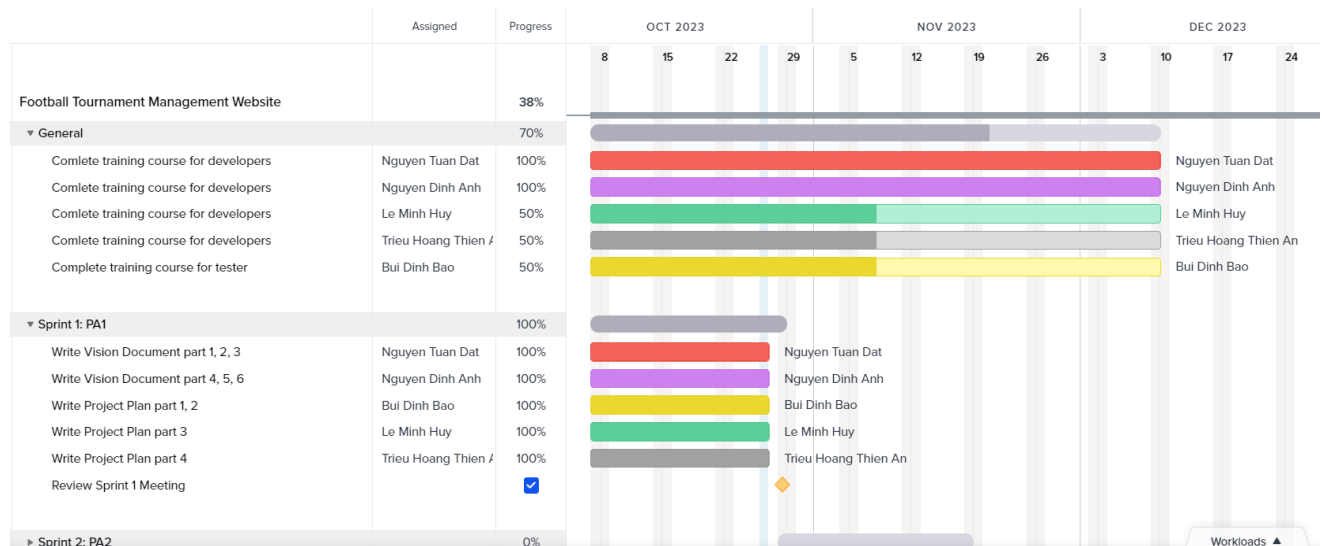 Assigned Progress OCT 2023 NOV 2023 DEC 2023
8 15 22 29 5 12 19 26 3 10 17 24
Football Tournament Management Website 38%
General 70%
Comlete training course for developers Nguyen Tuan Dat 100% Nguyen Tuan Dat
Comlete training course for developers Nguyen Dinh Anh 100% Nguyen Dinh Anh
Comlete training course for developers Le Minh Huy 50% Le Minh Huy
Comlete training course for developers Trieu Hoang Thien A 50% Trieu Hoang Thien An
Complete training course for tester Bui Dinh Bao 50% Bui Dinh Bao
Sprint 1: PA1 100%
Write Vision Document part 1, 2, 3 Nguyen Tuan Dat 100% Nguyen Tuan Dat
Write Vision Document part 4, 5, 6 Nguyen Dinh Anh 100% Nguyen Dinh Anh
Write Project Plan part 1, 2 Bui Dinh Bao 100% Bui Dinh Bao
Write Project Plan part 3 Le Minh Huy 100% Le Minh Huy
Write Project Plan part 4 Trieu Hoang Thien A 100% Trieu Hoang Thien An
Review Sprint 1 Meeting
Sprint 2: PA2 0% Workloads